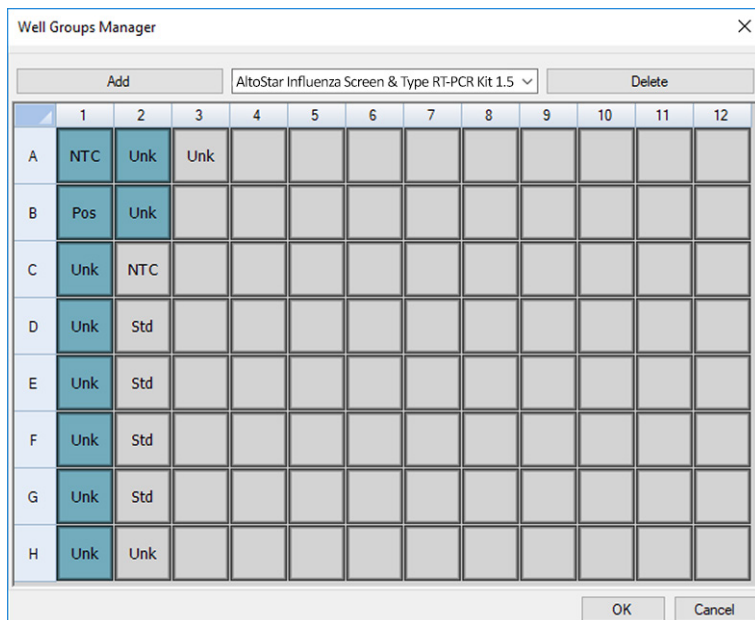 Well Groups Manager
Add AltoStar Influenza Screen & Type RT-PCR Kit 1.5 Delete
1 2 3 4 5 6 7 8 9 10 11 12
A NTC Unk Unk
B Pos Unk
C Unk NTC
D Unk Std
E Unk Std
F Unk Std
G Unk Std
H Unk Unk
OK Cancel